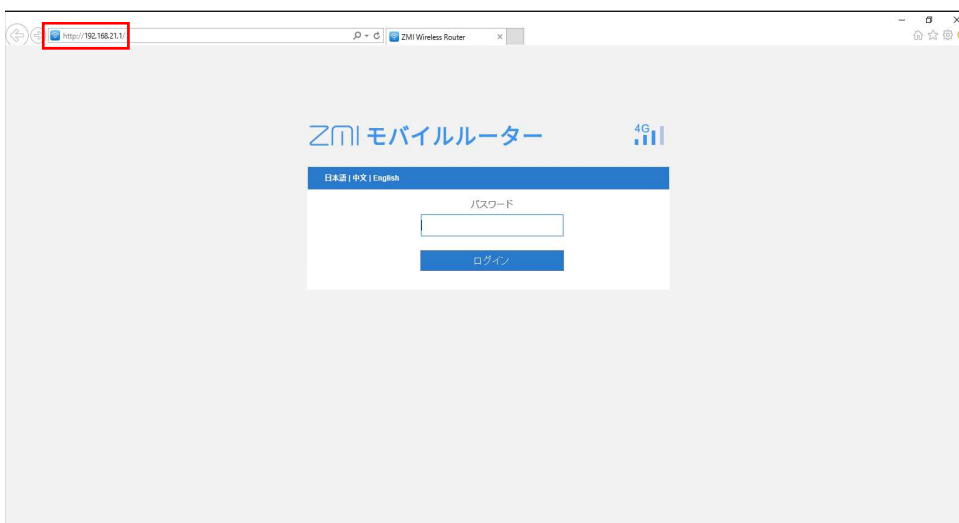 http://192.168.21.1/
ZMI Wireless Router
ZMI モバイルルーター
4G
日本語 | 中文 | English
パスワード
ログイン